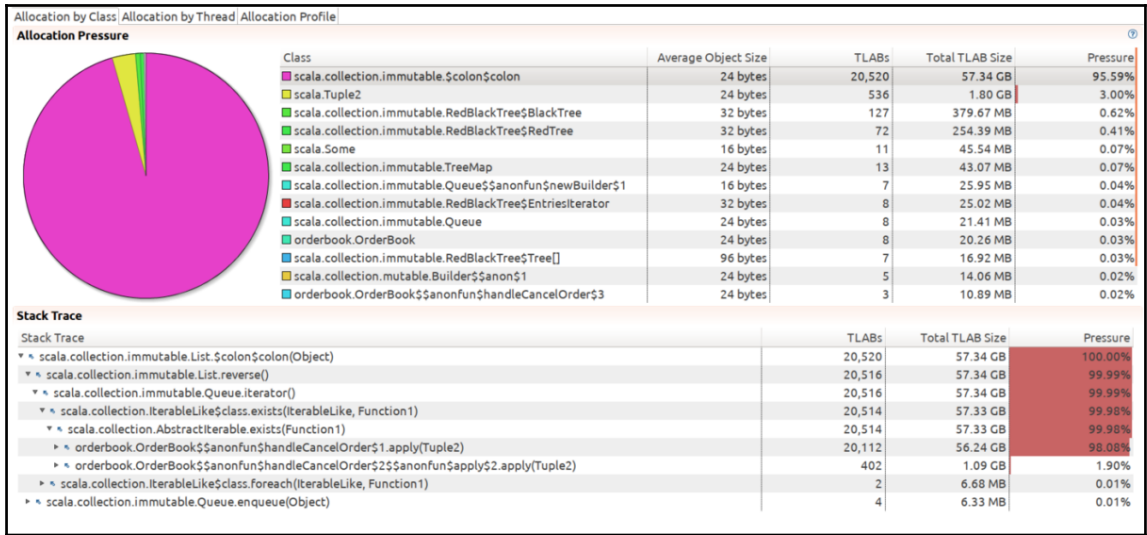 Allocation by Class Allocation by Thread Allocation Profile
Allocation Pressure
Class Average Object Size TLABs Total TLAB Size Pressure
scala.collection.immutable.$colon$colon 24 bytes 20,520 57.34 GB 95.59%
scala.Tuple2 24 bytes 536 1.80 GB 3.00%
scala.collection.immutable.RedBlackTree$BlackTree 32 bytes 127 379.67 MB 0.62%
scala.collection.immutable.RedBlackTree$RedTree 32 bytes 72 254.39 MB 0.41%
scala.Some 16 bytes 11 45.54 MB 0.07%
scala.collection.immutable.TreeMap 24 bytes 13 43.07 MB 0.07%
scala.collection.immutable.Queue$$anonfun$newBuilder$1 16 bytes 7 25.95 MB 0.04%
scala.collection.immutable.RedBlackTree$EntriesIterator 32 bytes 8 25.02 MB 0.04%
scala.collection.immutable.Queue 24 bytes 8 21.41 MB 0.03%
orderbook.OrderBook 24 bytes 8 20.26 MB 0.03%
scala.collection.immutable.RedBlackTree$Tree[] 96 bytes 7 16.92 MB 0.03%
scala.collection.mutable.Builder$$anon$1 24 bytes 5 14.06 MB 0.02%
orderbook.OrderBook$$anonfun$handleCancelOrder$3 24 bytes 3 10.89 MB 0.02%
Stack Trace
Stack Trace TLABs Total TLAB Size Pressure
scala.collection.immutable.List.$colon$colon(Object) 20,520 57.34 GB 100.00%
scala.collection.immutable.List.reverse() 20,516 57.34 GB 99.99%
scala.collection.immutable.Queue.iterator() 20,516 57.34 GB 99.99%
scala.collection.IterableLike$class.exists(IterableLike, Function1) 20,514 57.33 GB 99.98%
scala.collection.AbstractIterable.exists(Function1) 20,514 57.33 GB 99.98%
orderbook.OrderBook$$anonfun$handleCancelOrder$1.apply(Tuple2) 20,112 56.24 GB 98.08%
orderbook.OrderBook$$anonfun$handleCancelOrder$2$$anonfun$apply$2.apply(Tuple2) 402 1.09 GB 1.90%
scala.collection.IterableLike$class.foreach(IterableLike, Function1) 2 6.68 MB 0.01%
scala.collection.immutable.Queue.enqueue(Object) 4 6.33 MB 0.01%